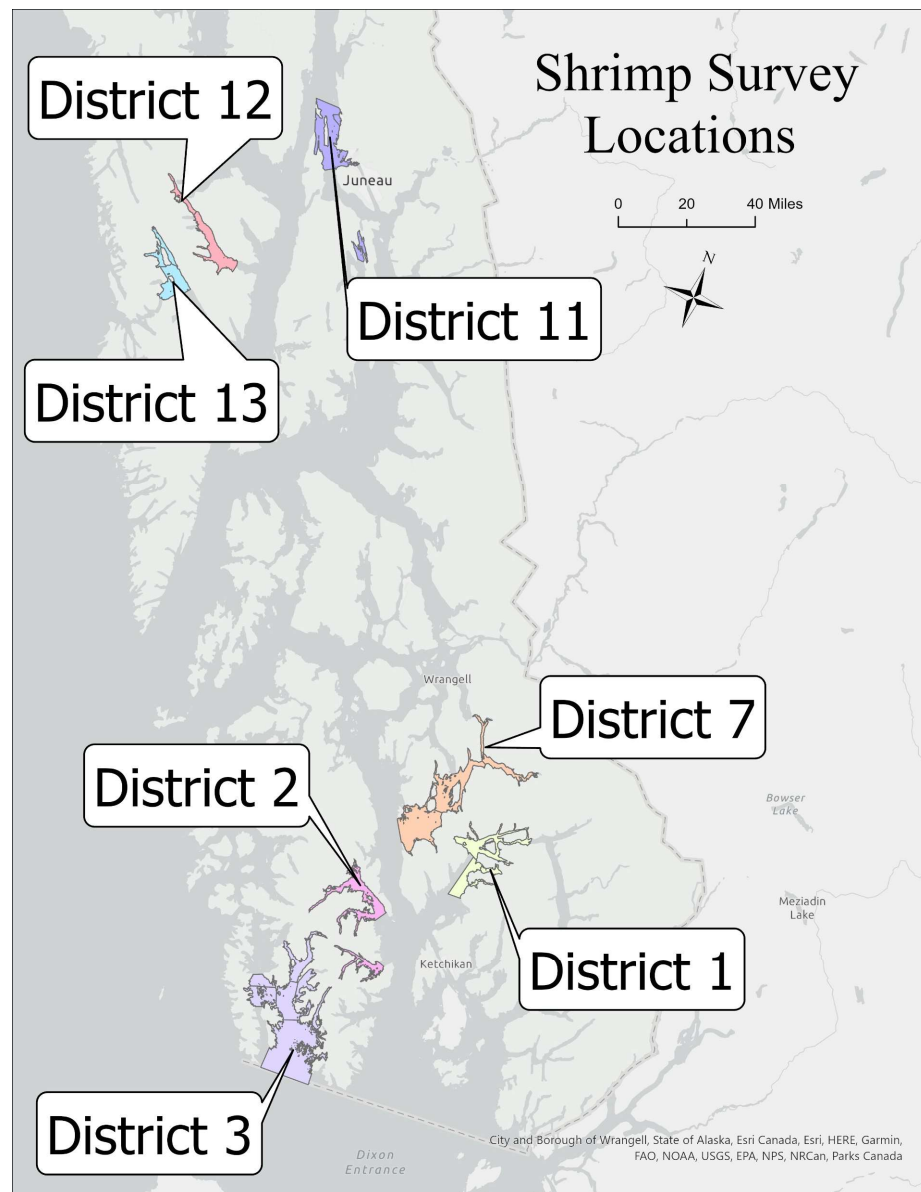 Shrimp Survey
Locations
0 20 40 Miles
N
District 12
Juneau
District 11
District 13
Wrangell
District 7
District 2
Bowser
Lake
Meziadin
Lake
Ketchikan
District 1
District 3
Dixon
Entrance
City and Borough of Wrangell, State of Alaska, Esri Canada, Esri, HERE, Garmin,
FAO, NOAA, USGS, EPA, NPS, NRCan, Parks Canada